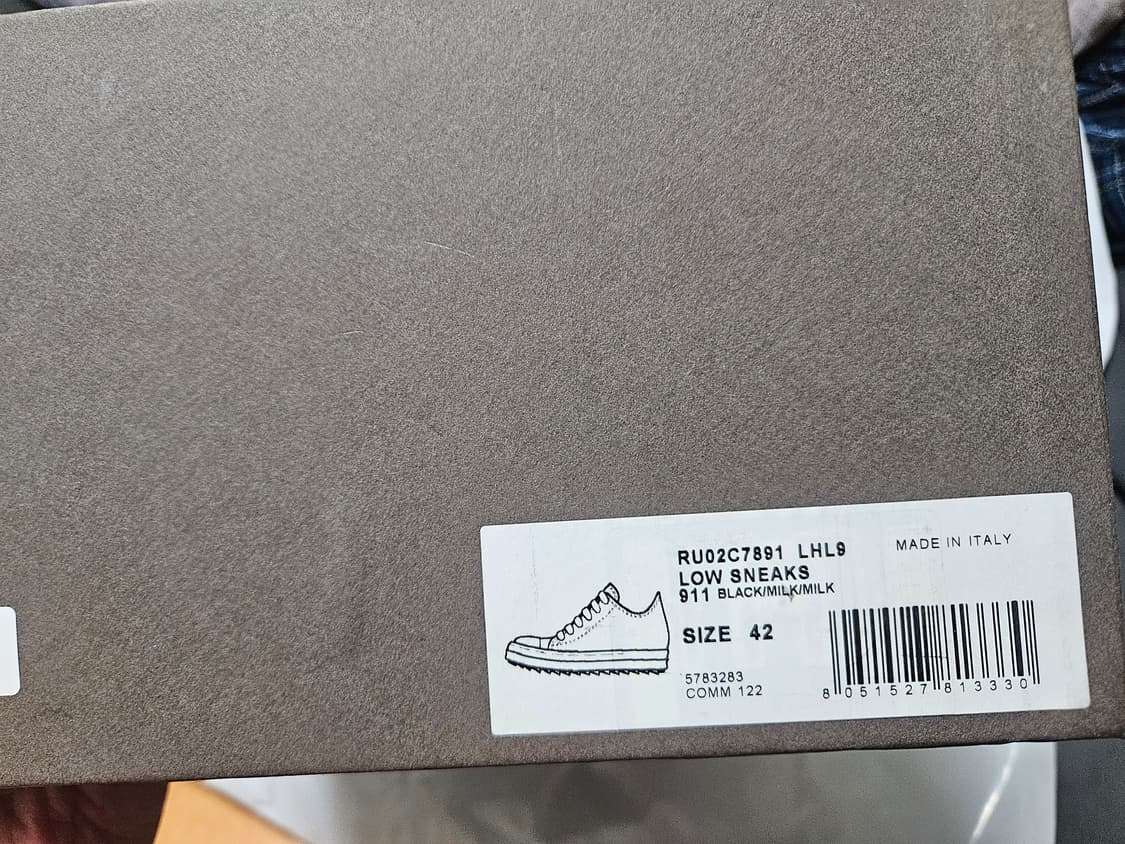 RU02C7891 LHL9
MADE IN ITALY
LOW SNEAKS
911 BLACK/MILK/MILK
SIZE 42
5783283
COMM 122
8 051527 813330